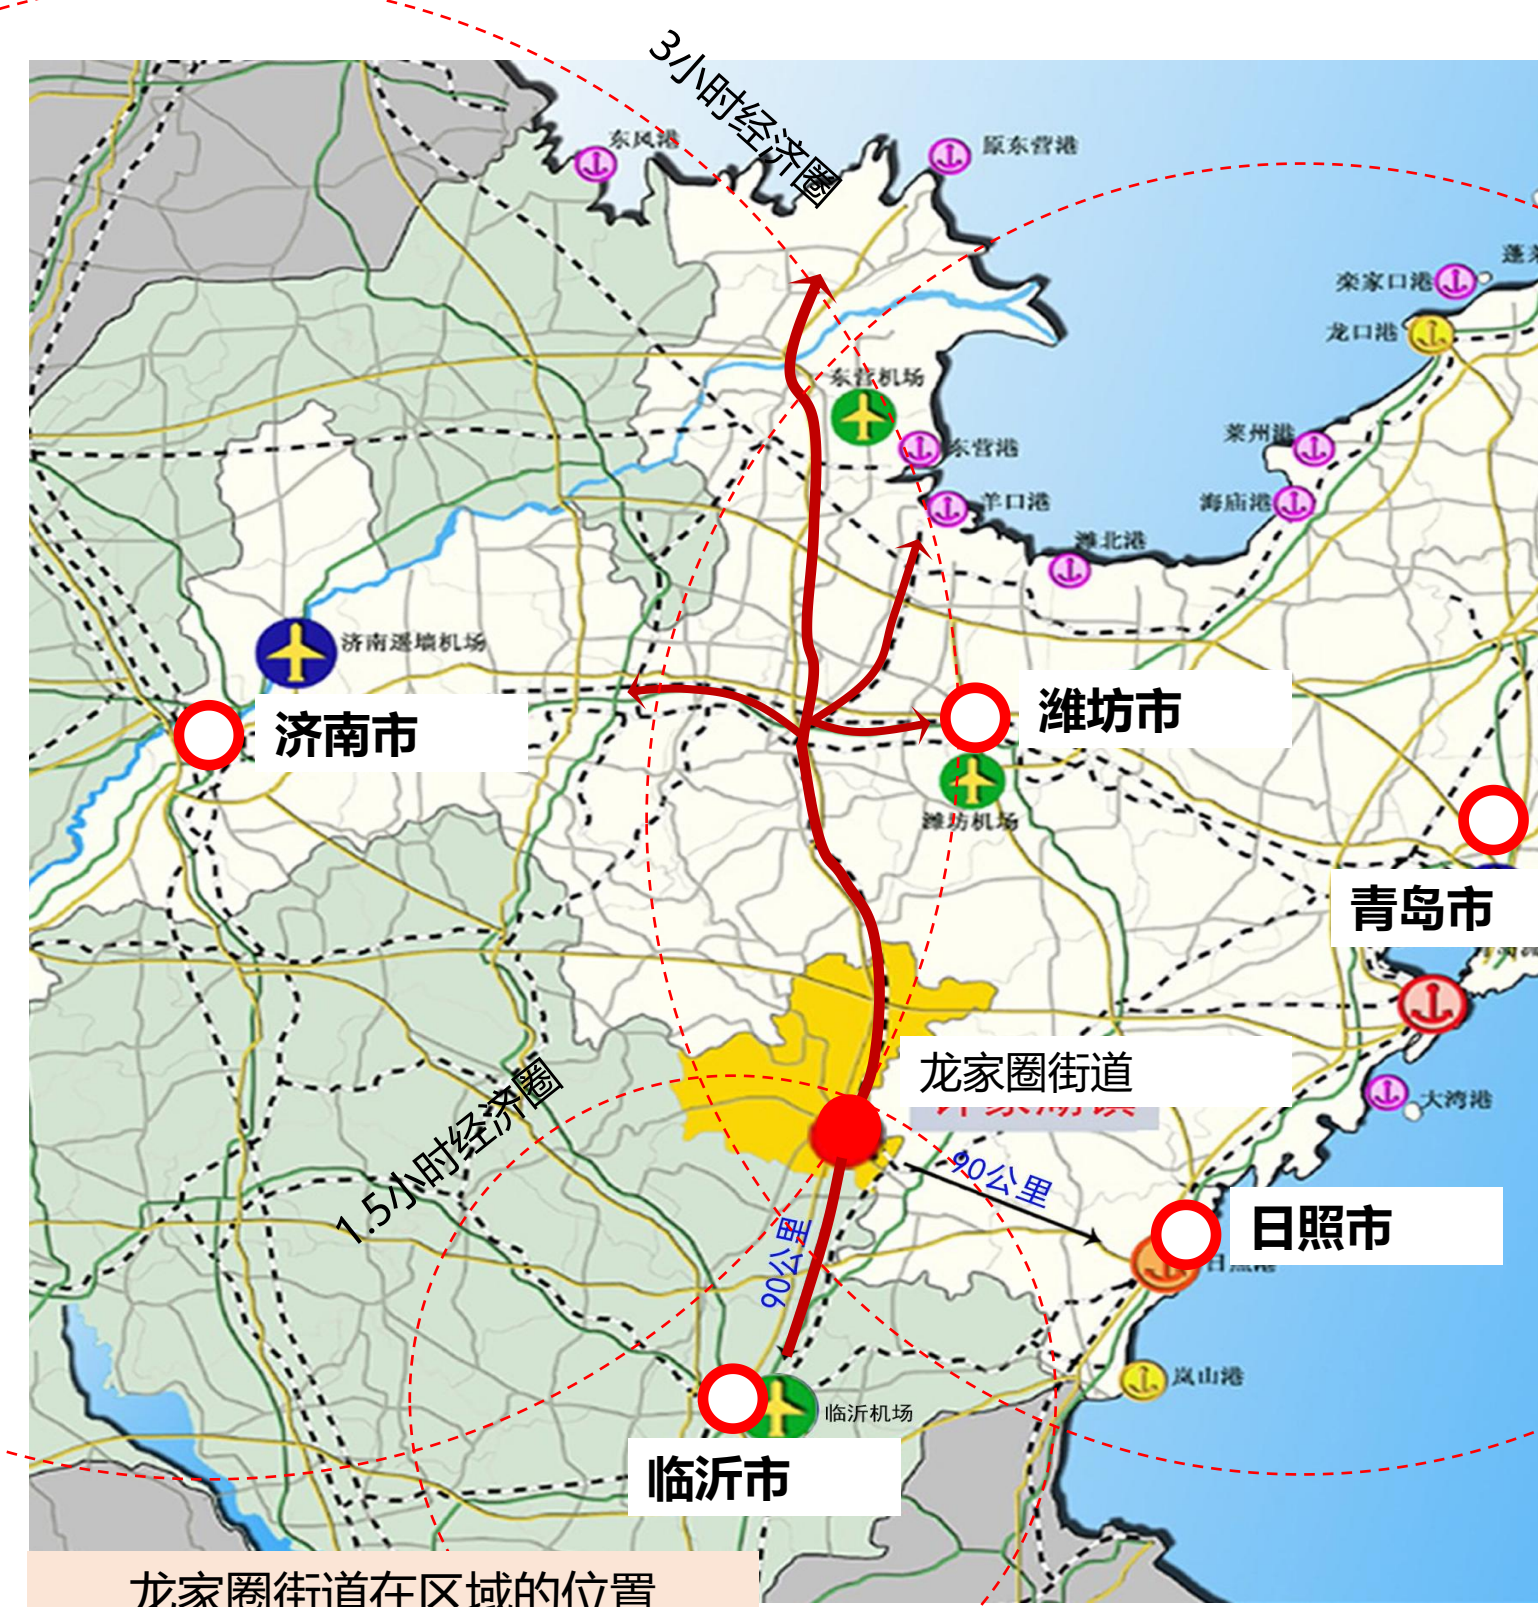 3小时经济圈
东风港
原东营港
栾家口港
龙口港
东营机场
东营港
莱州港
羊口港
海庙港
潍北港
济南遥墙机场
潍坊市
济南市
潍坊机场
青岛市
龙家圈街道
大湾港
1.5小时经济圈
90公里
90公里
日照市
日照港
岚山港
临沂机场
临沂市
龙家圈街道在区域的位置